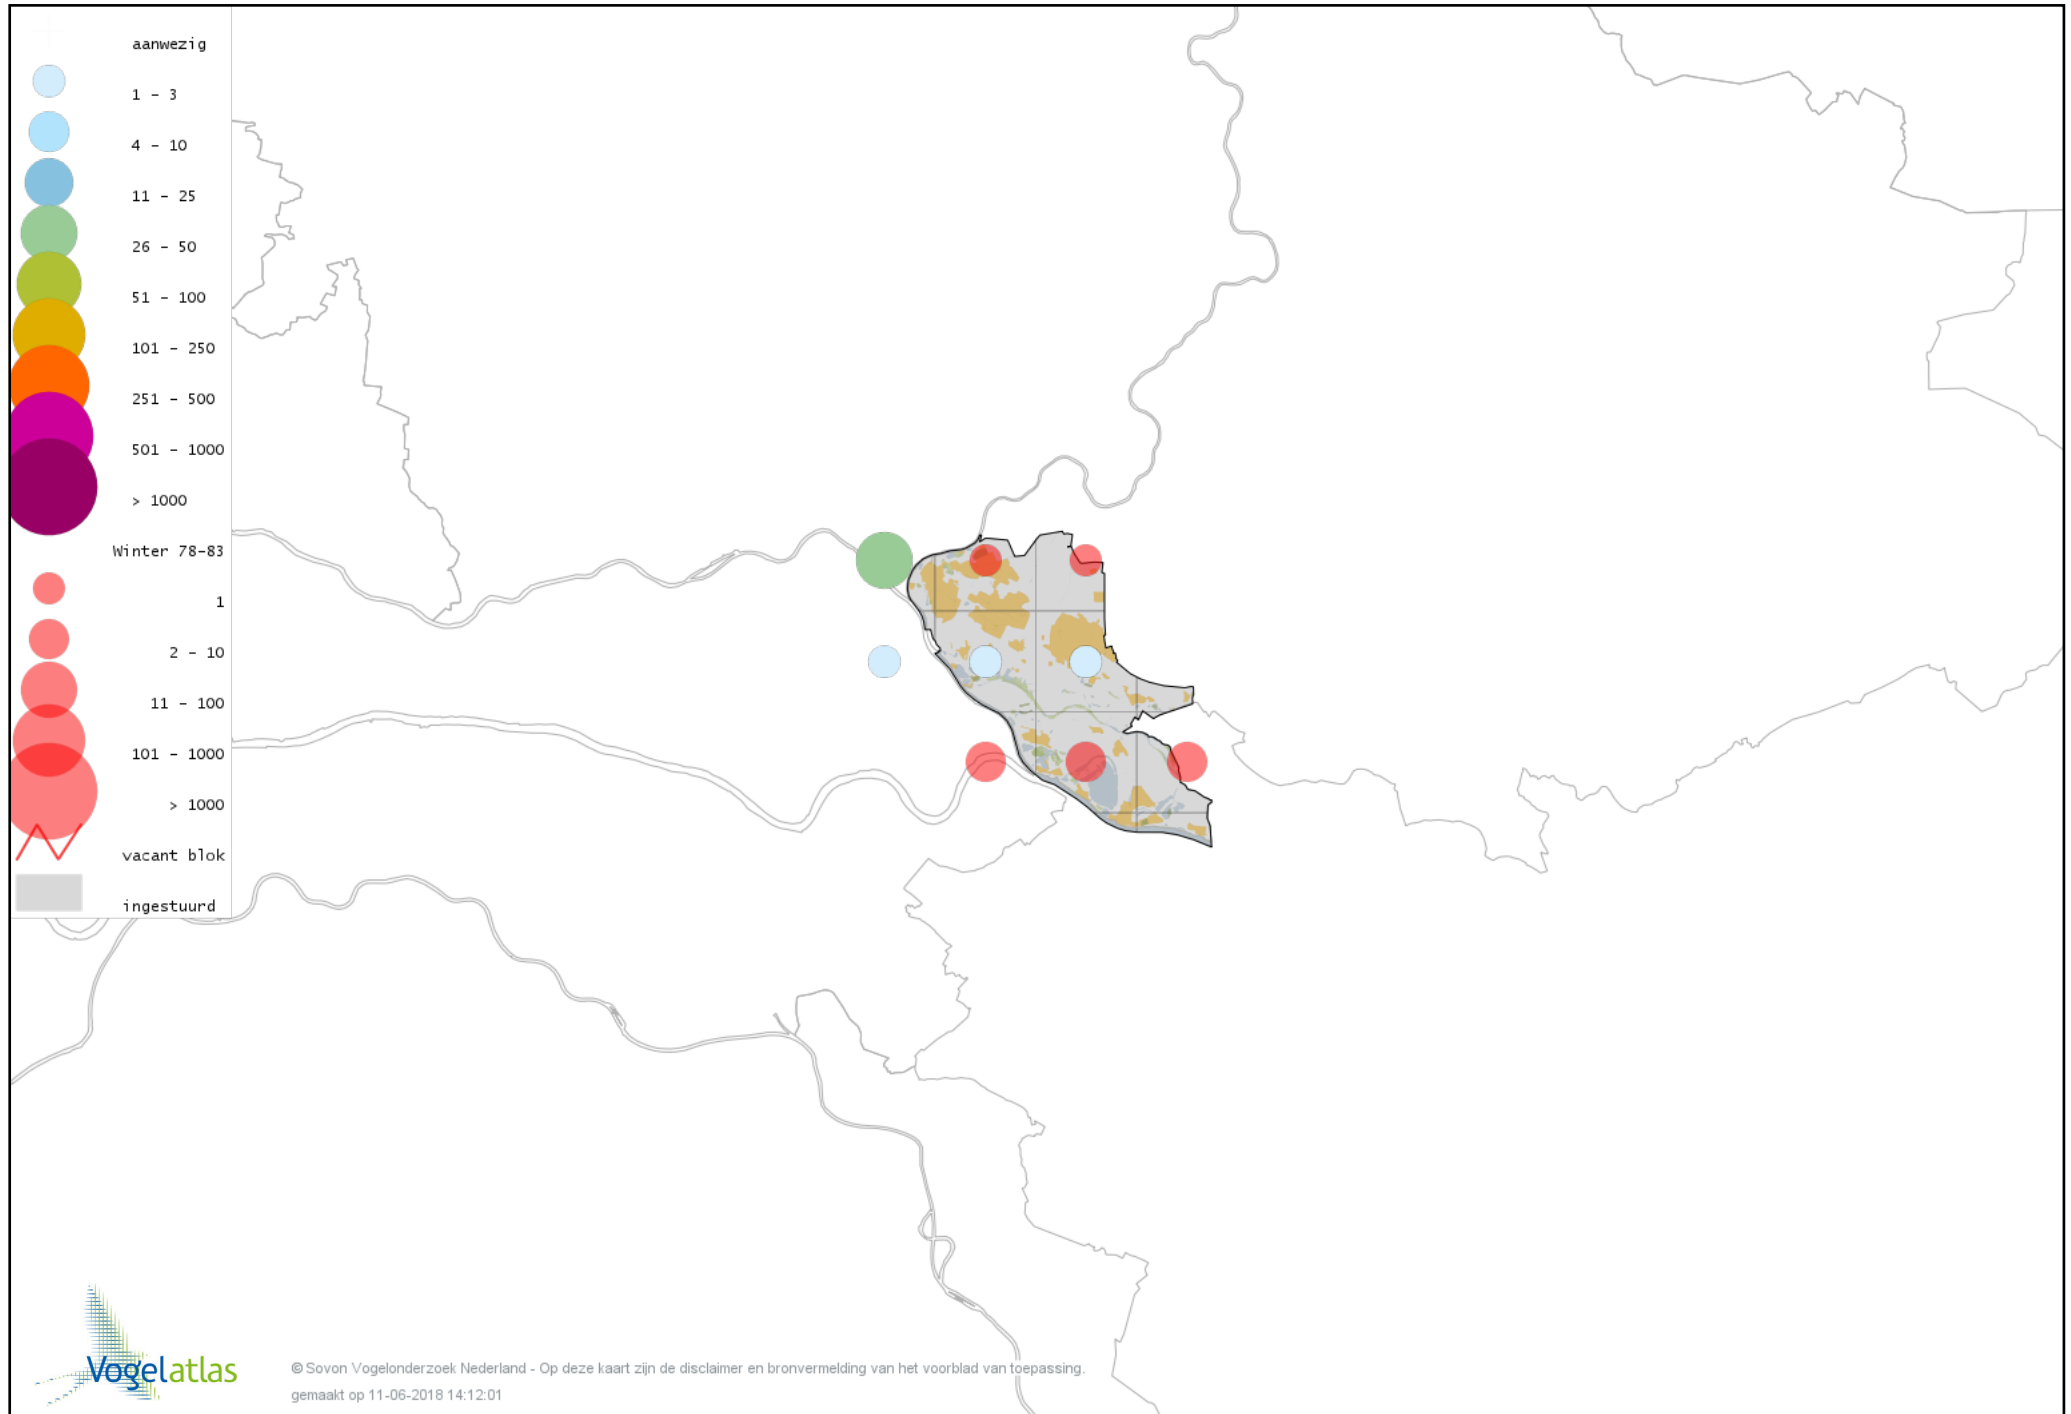 aanwezig
1 – 3
4 – 10
11 – 25
26 – 50
51 – 100
101 – 250
251 – 500
501 – 1000
> 1000
Winter 78-83
1
2 – 10
11 – 100
101 – 1000
> 1000
vacant blok
ingestuurd
Vogelatlas
© Sovon Vogelonderzoek Nederland - Op deze kaart zijn de disclaimer en bronvermelding van het voorblad van toepassing.
gemaakt op 11-06-2018 14:12:01